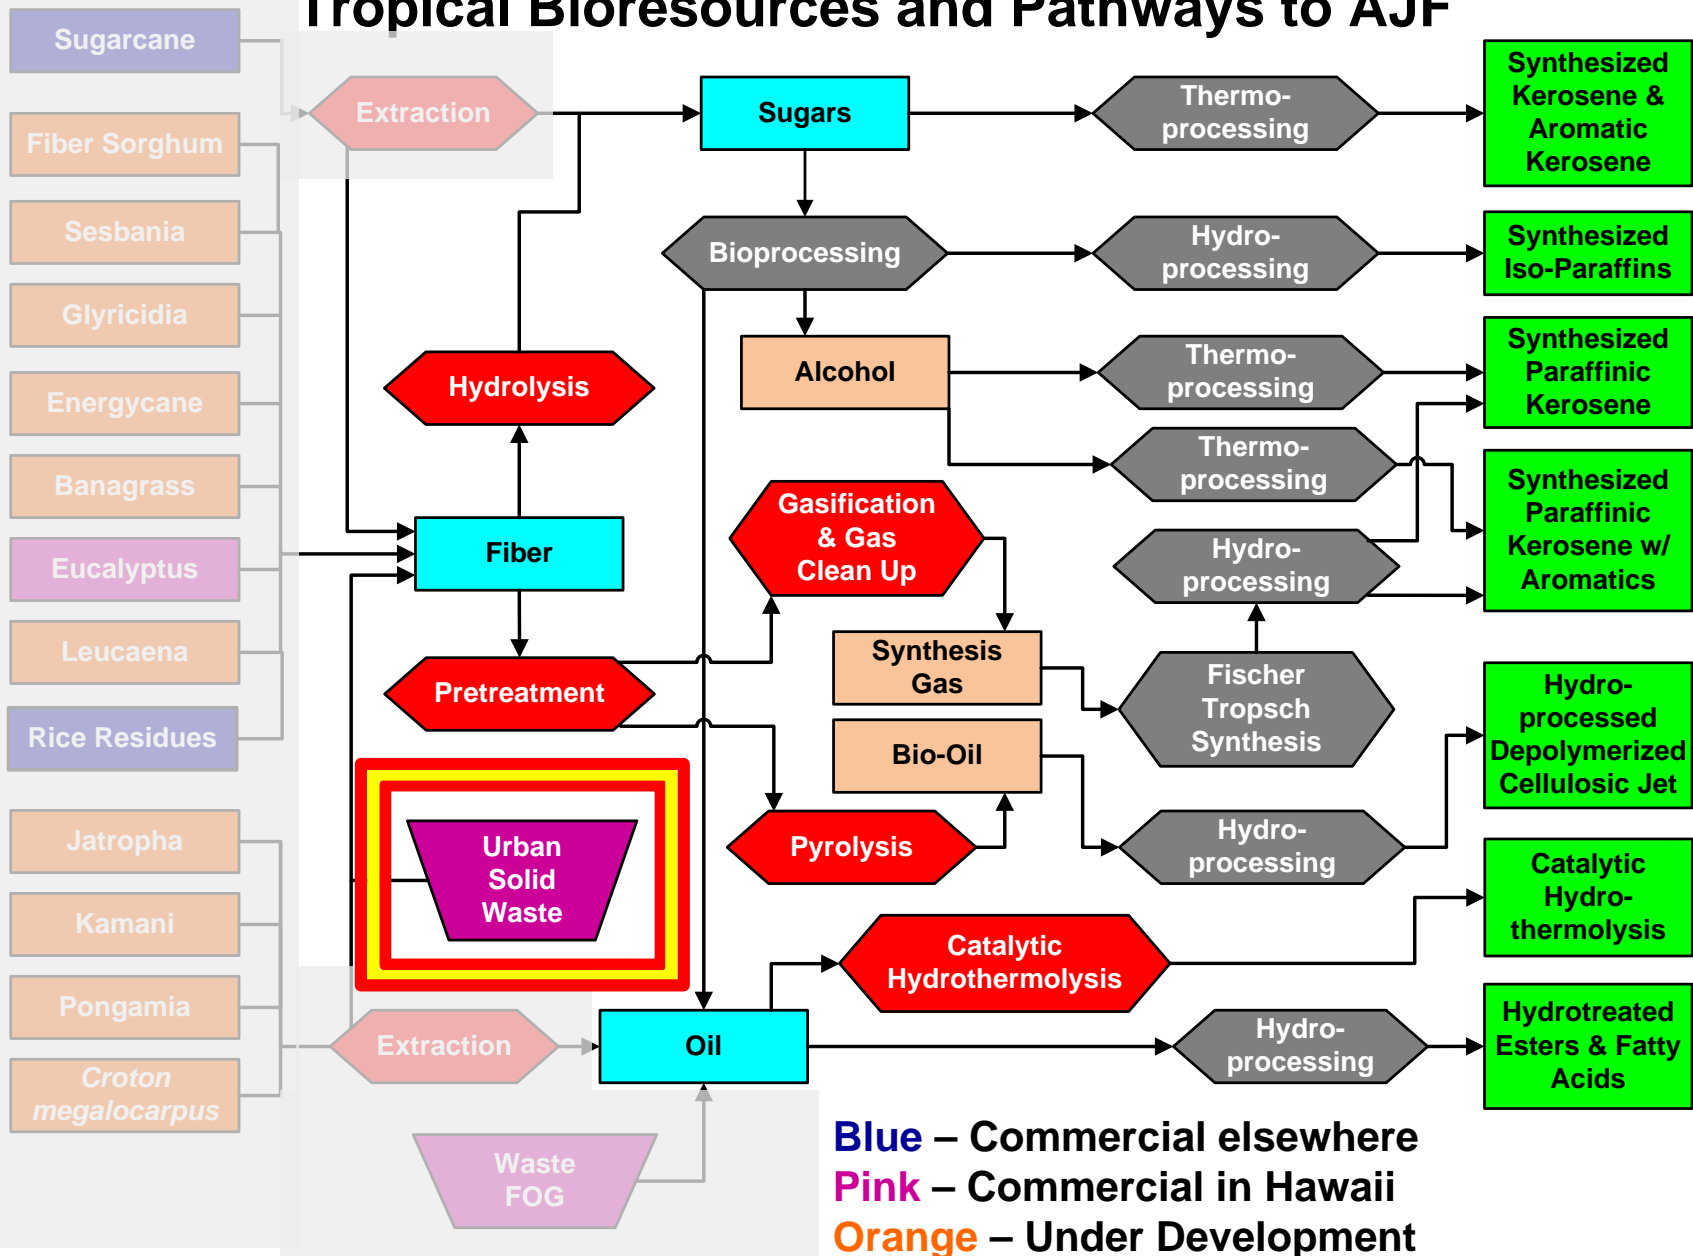 Tropical Bioresources and Pathways to AJF
Sugarcane
Fiber Sorghum
Sesbania
Glyricidia
Energycane
Banagrass
Eucalyptus
Leucaena
Rice Residues
Jatropha
Kamani
Pongamia
Croton
megalocarpus
Extraction
Hydrolysis
Fiber
Pretreatment
Urban
Solid
Waste
Extraction
Waste
FOG
Sugars
Bioprocessing
Alcohol
Gasification
& Gas
Clean Up
Synthesis
Gas
Bio-Oil
Pyrolysis
Catalytic
Hydrothermolysis
Oil
Thermo-
processing
Hydro-
processing
Thermo-
processing
Thermo-
processing
Hydro-
processing
Fischer
Tropsch
Synthesis
Hydro-
processing
Hydro-
processing
Synthesized
Kerosene &
Aromatic
Kerosene
Synthesized
Iso-Paraffins
Synthesized
Paraffinic
Kerosene
Synthesized
Paraffinic
Kerosene w/
Aromatics
Hydro-
processed
Depolymerized
Cellulosic Jet
Catalytic
Hydro-
thermolysis
Hydrotreated
Esters & Fatty
Acids
Blue – Commercial elsewhere
Pink – Commercial in Hawaii
Orange – Under Development